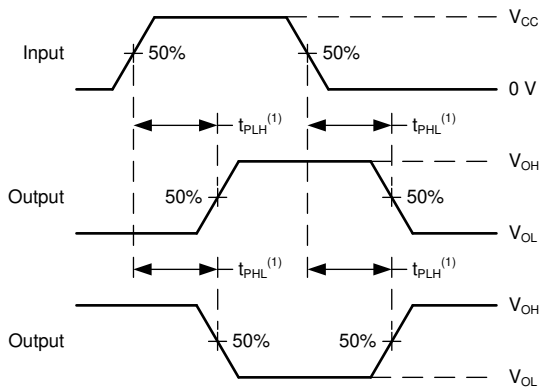 V_CC
Input
50%
50%
0 V
t_PLH^(1)
t_PHL^(1)
V_OH
Output
50%
50%
V_OL
t_PHL^(1)
t_PLH^(1)
V_OH
Output
50%
50%
V_OL